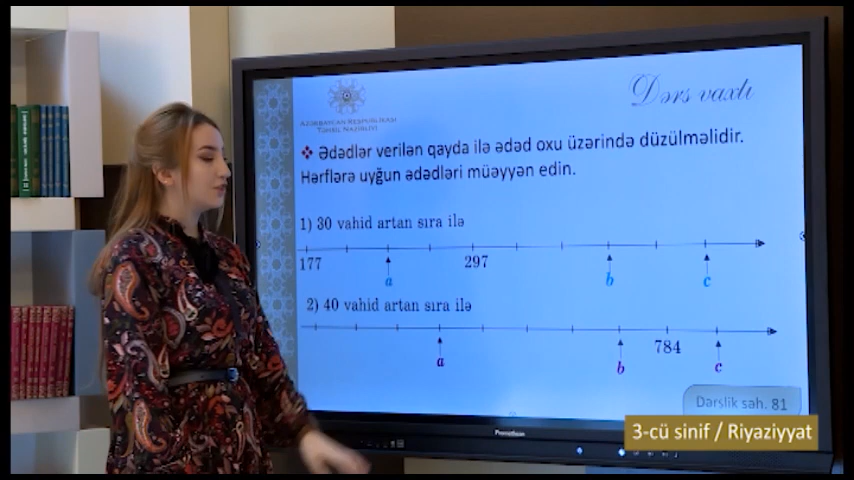 Dərs vaxtı
AZƏRBAYCAN RESPUBLİKASI
TƏHSİL NAZİRLİYİ
❖ Ədədlər verilən qayda ilə ədəd oxu üzərində düzülməlidir.
Hərflərə uyğun ədədləri müəyyən edin.
1) 30 vahid artan sıra ilə
177 297
a b c
2) 40 vahid artan sıra ilə
784
a b c
Dərslik səh. 81
3-cü sinif / Riyaziyyat
Promethean